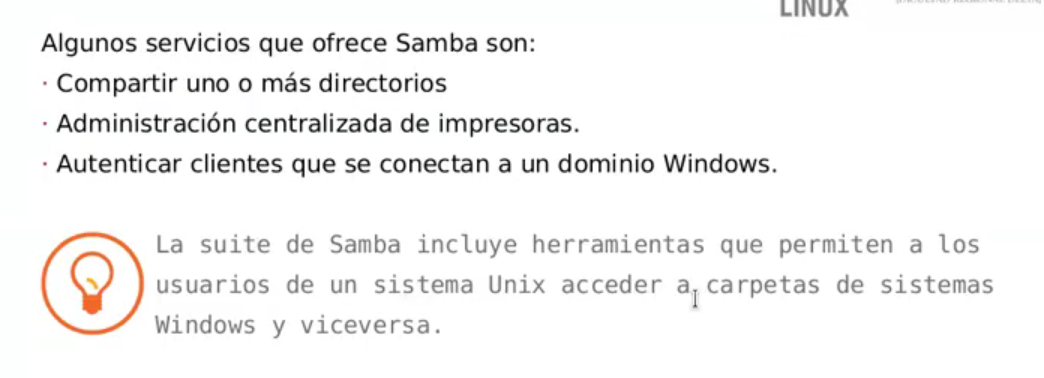 LINUX
Algunos servicios que ofrece Samba son:
· Compartir uno o más directorios
· Administración centralizada de impresoras.
· Autenticar clientes que se conectan a un dominio Windows.
La suite de Samba incluye herramientas que permiten a los
usuarios de un sistema Unix acceder a carpetas de sistemas
Windows y viceversa.